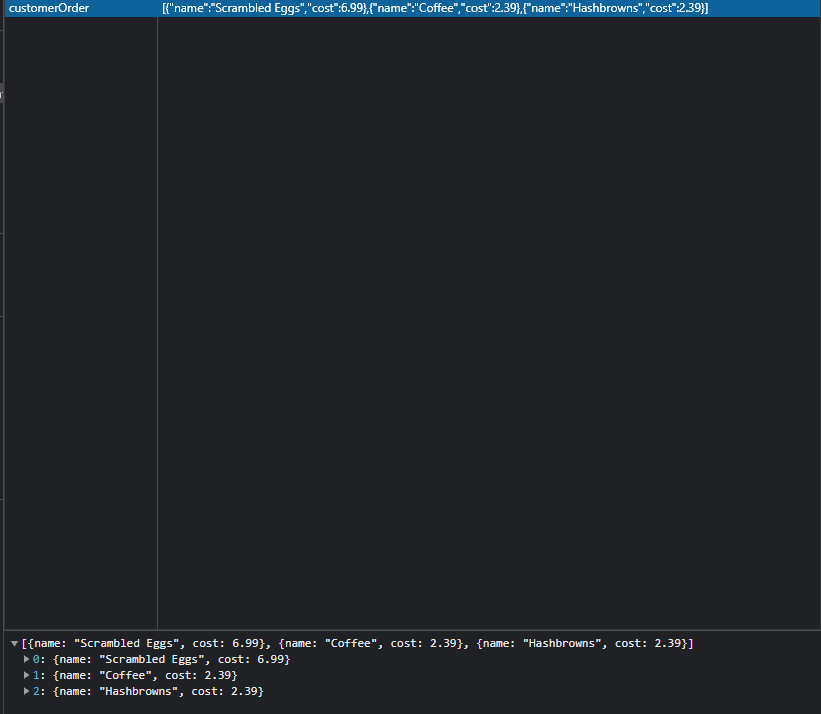 customerOrder [{"name":"Scrambled Eggs","cost":6.99},{"name":"Coffee","cost":2.39},{"name":"Hashbrowns","cost":2.39}]
▼[{name: "Scrambled Eggs", cost: 6.99}, {name: "Coffee", cost: 2.39}, {name: "Hashbrowns", cost: 2.39}]
▶0: {name: "Scrambled Eggs", cost: 6.99}
▶1: {name: "Coffee", cost: 2.39}
▶2: {name: "Hashbrowns", cost: 2.39}